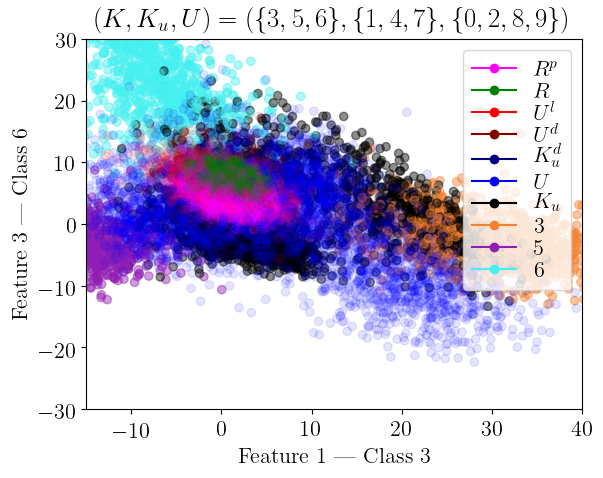 (K, K_u, U) = ({3, 5, 6}, {1, 4, 7}, {0, 2, 8, 9})
30
20
10
0
−10
−20
−30
Feature 3 — Class 6
R^p
R
U^l
U^d
K_u^d
U
K_u
3
5
6
−10
0
10
20
30
40
Feature 1 — Class 3